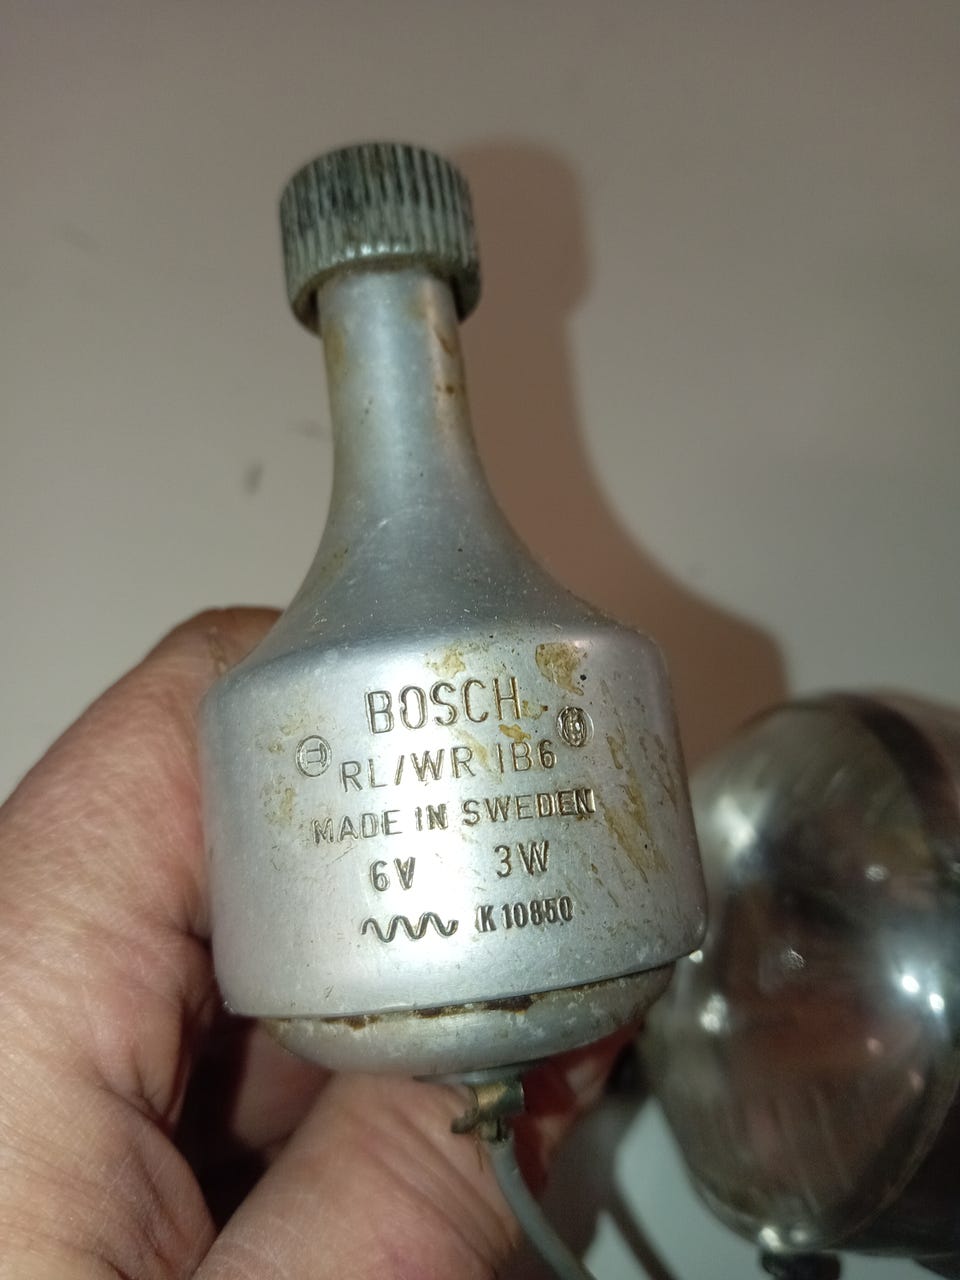 BOSCH
RL/WR IB6
MADE IN SWEDEN
6V 3W
K 10850